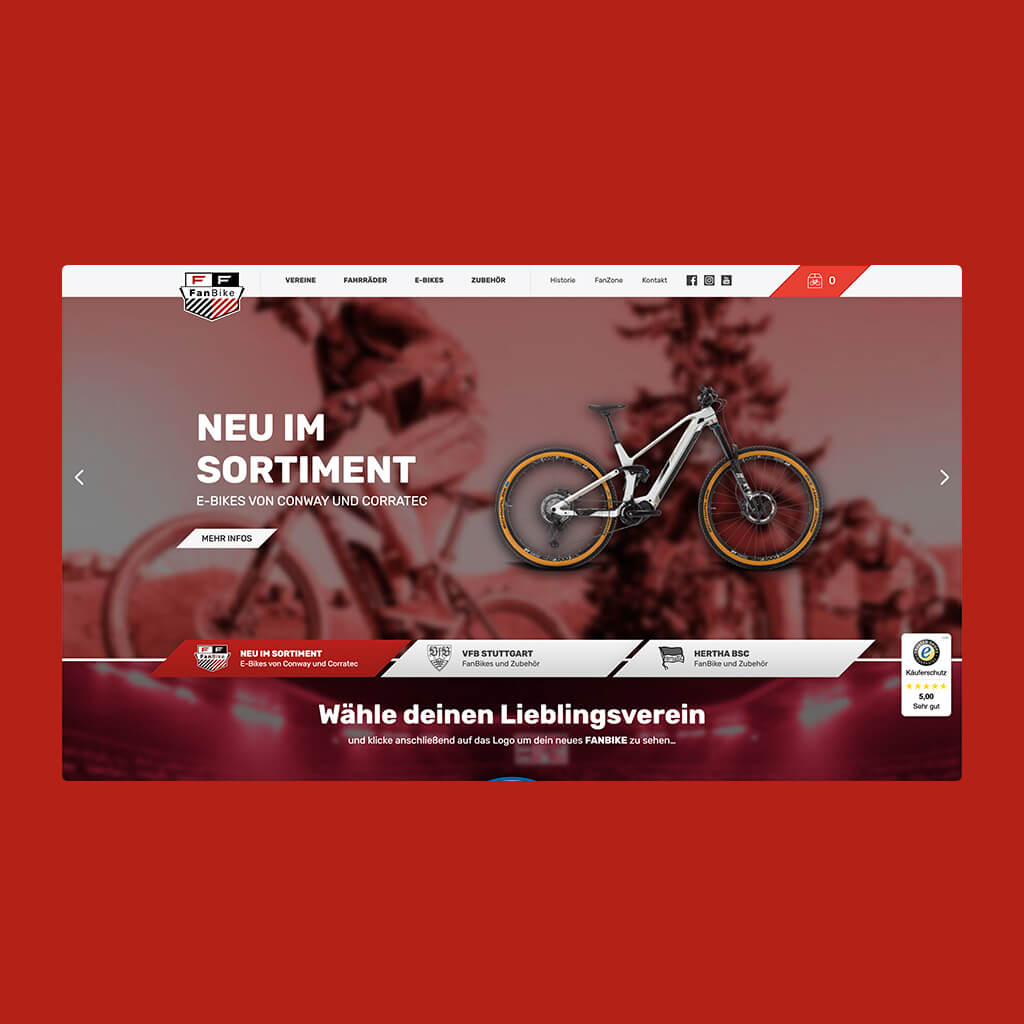 F F
FanBike
VEREINE FAHRRÄDER E-BIKES ZUBEHÖR Historie FanZone Kontakt
0
NEU IM
SORTIMENT
E-BIKES VON CONWAY UND CORRATEC
MEHR INFOS
NEU IM SORTIMENT
E-Bikes von Conway und Corratec
VFB STUTTGART
FanBikes und Zubehör
HERTHA BSC
FanBike und Zubehör
Käuferschutz
5,00
Sehr gut
Wähle deinen Lieblingsverein
und klicke anschließend auf das Logo um dein neues FANBIKE zu sehen...